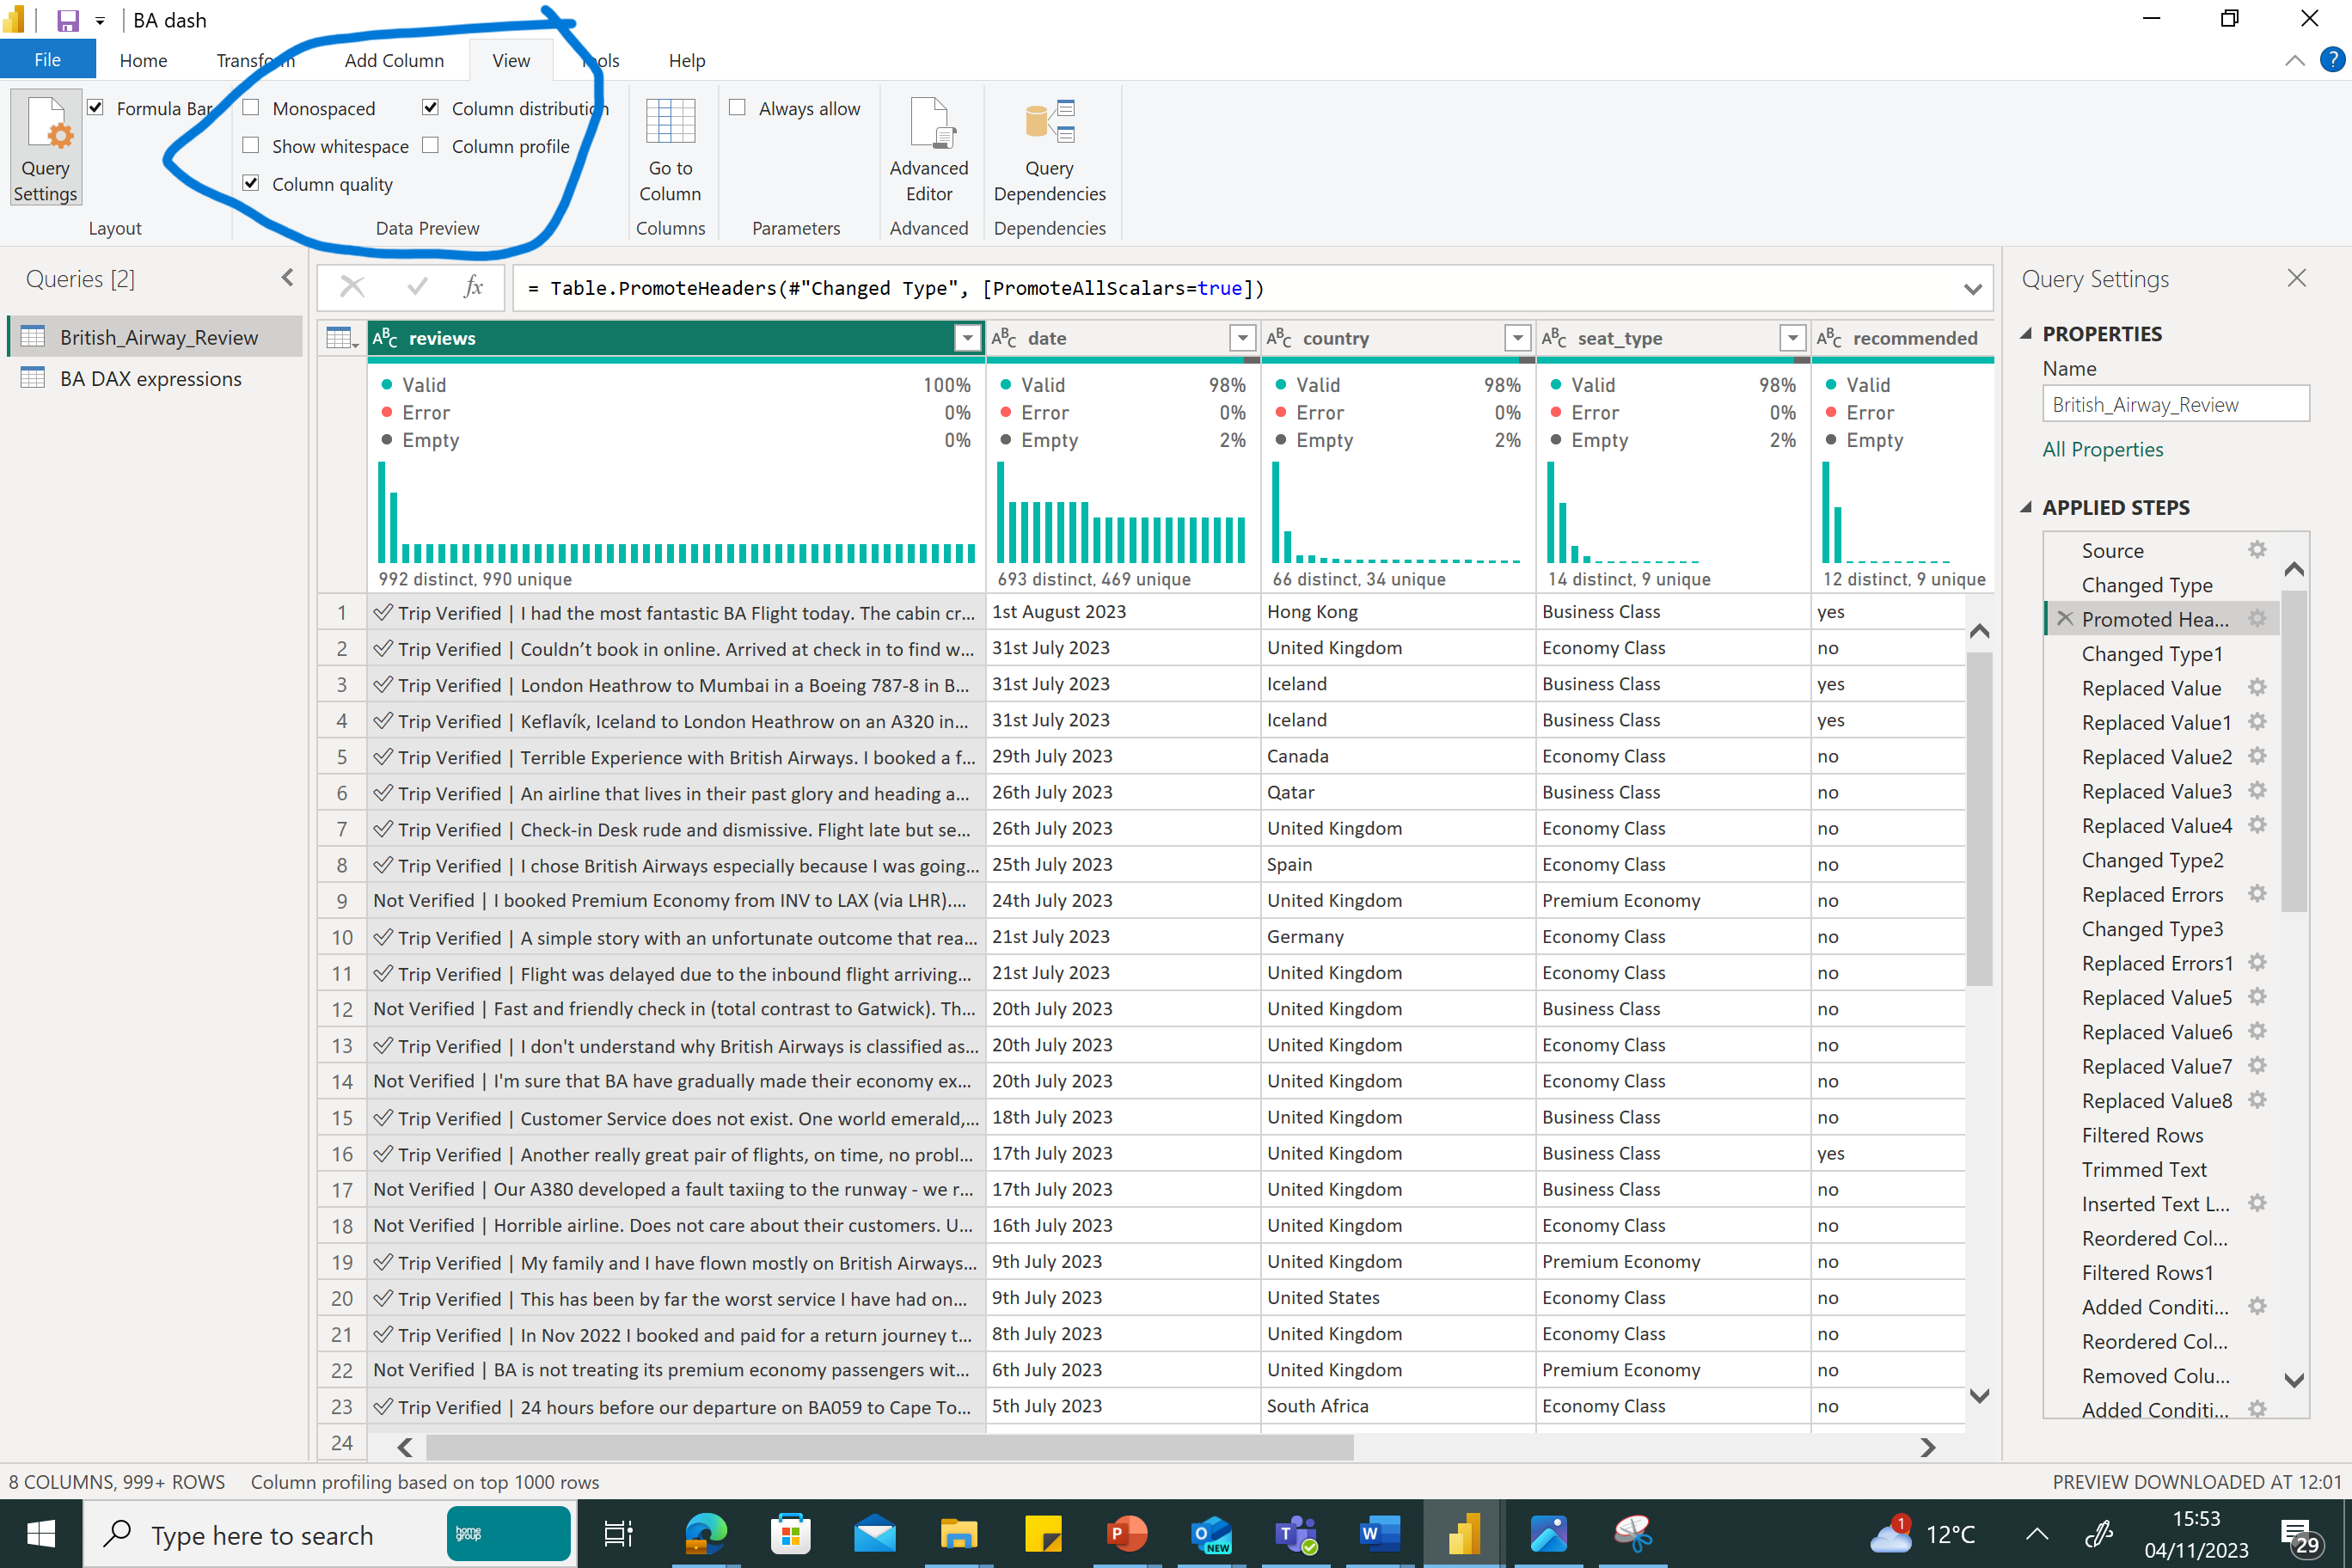 BA dash
File Home Transform Add Column View Tools Help
Query Settings
Formula Bar
Layout
Monospaced
Show whitespace
Column quality
Column distribution
Column profile
Data Preview
Go to Column
Columns
Always allow
Parameters
Advanced Editor
Advanced
Query Dependencies
Dependencies
Queries [2]
British_Airway_Review
BA DAX expressions
fx = Table.PromoteHeaders(#"Changed Type", [PromoteAllScalars=true])
ABC reviews ABC date ABC country ABC seat_type ABC recommended
Valid 100% Valid 98% Valid 98% Valid 98% Valid
Error 0% Error 0% Error 0% Error 0% Error
Empty 0% Empty 2% Empty 2% Empty 2% Empty
992 distinct, 990 unique 693 distinct, 469 unique 66 distinct, 34 unique 14 distinct, 9 unique 12 distinct, 9 unique
1 Trip Verified | I had the most fantastic BA Flight today. The cabin cr... 1st August 2023 Hong Kong Business Class yes
2 Trip Verified | Couldn’t book in online. Arrived at check in to find w... 31st July 2023 United Kingdom Economy Class no
3 Trip Verified | London Heathrow to Mumbai in a Boeing 787-8 in B... 31st July 2023 Iceland Business Class yes
4 Trip Verified | Keflavík, Iceland to London Heathrow on an A320 in... 31st July 2023 Iceland Business Class yes
5 Trip Verified | Terrible Experience with British Airways. I booked a f... 29th July 2023 Canada Economy Class no
6 Trip Verified | An airline that lives in their past glory and heading a... 26th July 2023 Qatar Business Class no
7 Trip Verified | Check-in Desk rude and dismissive. Flight late but se... 26th July 2023 United Kingdom Economy Class no
8 Trip Verified | I chose British Airways especially because I was going... 25th July 2023 Spain Economy Class no
9 Not Verified | I booked Premium Economy from INV to LAX (via LHR).... 24th July 2023 United Kingdom Premium Economy no
10 Trip Verified | A simple story with an unfortunate outcome that rea... 21st July 2023 Germany Economy Class no
11 Trip Verified | Flight was delayed due to the inbound flight arriving... 21st July 2023 United Kingdom Economy Class no
12 Not Verified | Fast and friendly check in (total contrast to Gatwick). Th... 20th July 2023 United Kingdom Business Class no
13 Trip Verified | I don't understand why British Airways is classified as... 20th July 2023 United Kingdom Economy Class no
14 Not Verified | I'm sure that BA have gradually made their economy ex... 20th July 2023 United Kingdom Economy Class no
15 Trip Verified | Customer Service does not exist. One world emerald,... 18th July 2023 United Kingdom Business Class no
16 Trip Verified | Another really great pair of flights, on time, no probl... 17th July 2023 United Kingdom Business Class yes
17 Not Verified | Our A380 developed a fault taxiing to the runway - we r... 17th July 2023 United Kingdom Business Class no
18 Not Verified | Horrible airline. Does not care about their customers. U... 16th July 2023 United Kingdom Economy Class no
19 Trip Verified | My family and I have flown mostly on British Airways... 9th July 2023 United Kingdom Premium Economy no
20 Trip Verified | This has been by far the worst service I have had on... 9th July 2023 United States Economy Class no
21 Trip Verified | In Nov 2022 I booked and paid for a return journey t... 8th July 2023 United Kingdom Economy Class no
22 Not Verified | BA is not treating its premium economy passengers wit... 6th July 2023 United Kingdom Premium Economy no
23 Trip Verified | 24 hours before our departure on BA059 to Cape To... 5th July 2023 South Africa Economy Class no
24
Query Settings
PROPERTIES
Name
British_Airway_Review
All Properties
APPLIED STEPS
Source
Changed Type
Promoted Hea...
Changed Type1
Replaced Value
Replaced Value1
Replaced Value2
Replaced Value3
Replaced Value4
Changed Type2
Replaced Errors
Changed Type3
Replaced Errors1
Replaced Value5
Replaced Value6
Replaced Value7
Replaced Value8
Filtered Rows
Trimmed Text
Inserted Text L...
Reordered Col...
Filtered Rows1
Added Conditi...
Reordered Col...
Removed Colu...
Added Conditi...
8 COLUMNS, 999+ ROWS Column profiling based on top 1000 rows PREVIEW DOWNLOADED AT 12:01
Type here to search
home group
NEW
1 12°C
15:53
04/11/2023
29